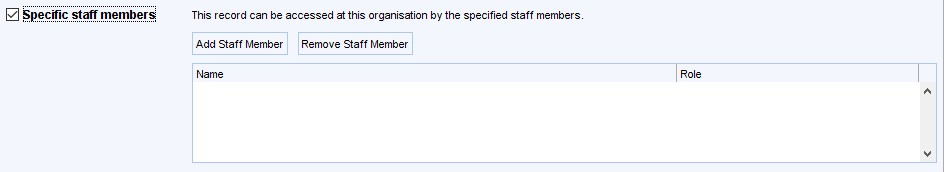 Specific staff members This record can be accessed at this organisation by the specified staff members.
Add Staff Member Remove Staff Member
Name Role